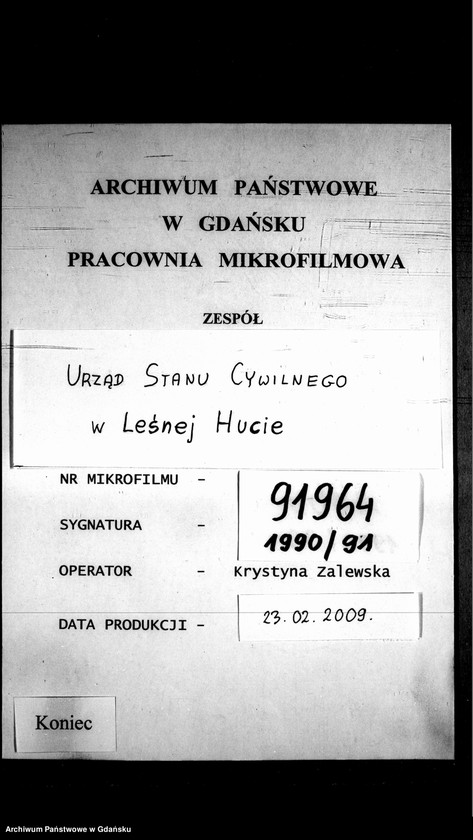 ARCHIWUM PAŃSTWOWE
W GDAŃSKU
PRACOWNIA MIKROFILMOWA
ZESPÓŁ
URZĄD STANU CYWILNEGO
w Leśnej Hucie
NR MIKROFILMU - 91964
SYGNATURA - 1990/91
OPERATOR - Krystyna Zalewska
DATA PRODUKCJI - 23.02.2009.
Koniec
Archiwum Państwowe w Gdańsku